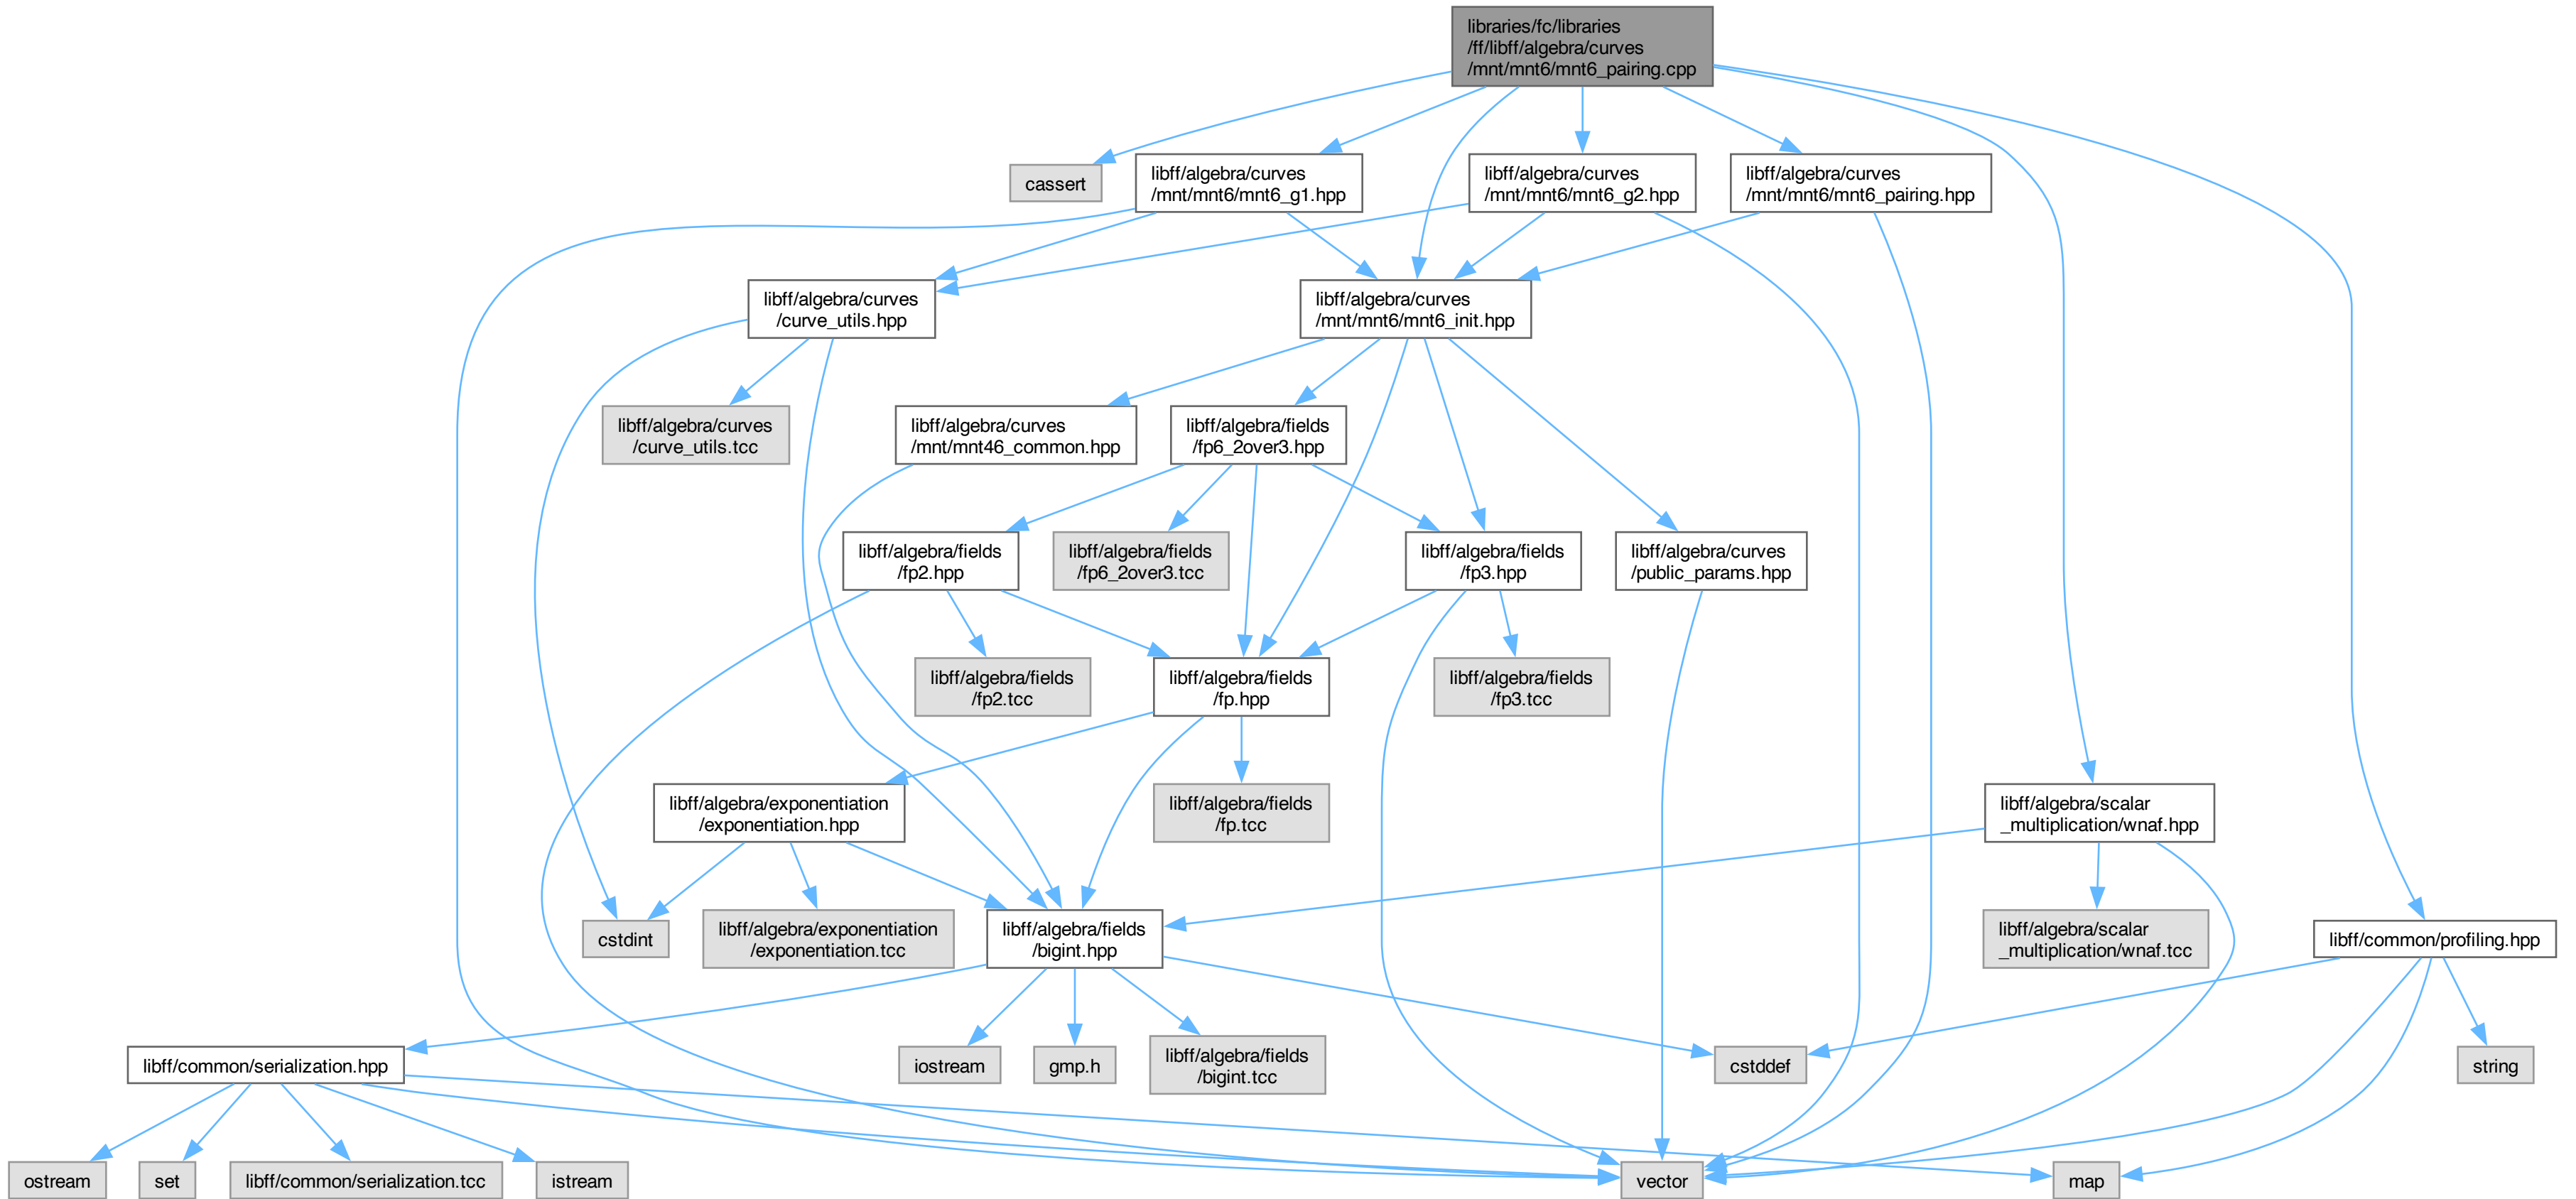 libraries/fc/libraries
/ff/libff/algebra/curves
/mnt/mnt6/mnt6_pairing.cpp
cassert
libff/algebra/curves
/mnt/mnt6/mnt6_g1.hpp
libff/algebra/curves
/mnt/mnt6/mnt6_g2.hpp
libff/algebra/curves
/mnt/mnt6/mnt6_pairing.hpp
libff/algebra/curves
/curve_utils.hpp
libff/algebra/curves
/mnt/mnt6/mnt6_init.hpp
libff/algebra/curves
/curve_utils.tcc
libff/algebra/curves
/mnt/mnt46_common.hpp
libff/algebra/fields
/fp6_2over3.hpp
libff/algebra/fields
/fp2.hpp
libff/algebra/fields
/fp6_2over3.tcc
libff/algebra/fields
/fp3.hpp
libff/algebra/curves
/public_params.hpp
libff/algebra/fields
/fp2.tcc
libff/algebra/fields
/fp.hpp
libff/algebra/fields
/fp3.tcc
libff/algebra/exponentiation
/exponentiation.hpp
libff/algebra/fields
/fp.tcc
libff/algebra/scalar
_multiplication/wnaf.hpp
cstdint
libff/algebra/exponentiation
/exponentiation.tcc
libff/algebra/fields
/bigint.hpp
libff/algebra/scalar
_multiplication/wnaf.tcc
libff/common/profiling.hpp
libff/common/serialization.hpp
iostream
gmp.h
libff/algebra/fields
/bigint.tcc
cstddef
string
ostream
set
libff/common/serialization.tcc
istream
vector
map